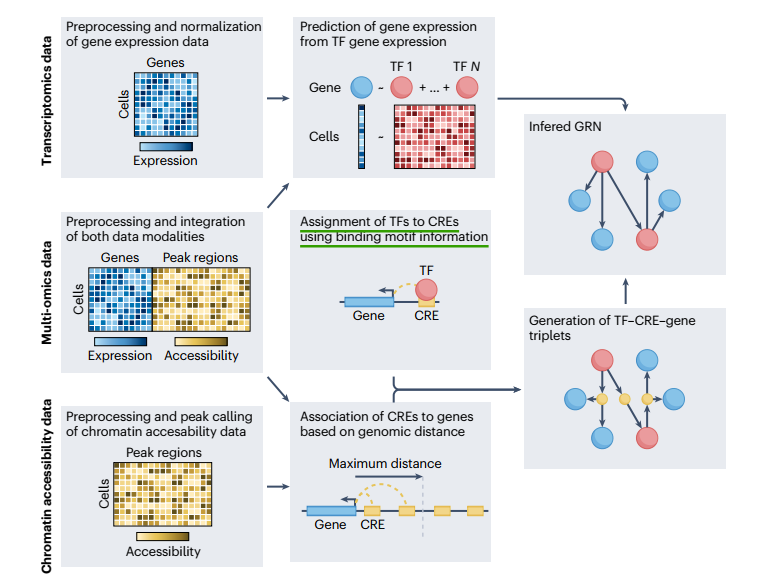 Transcriptomics data
Preprocessing and normalization
of gene expression data
Genes
Cells
Expression
Prediction of gene expression
from TF gene expression
TF 1
TF N
Gene
~
+ ... +
Cells
~
Infered GRN
Multi-omics data
Preprocessing and integration
of both data modalities
Genes
Peak regions
Cells
Expression
Accessibility
Assignment of TFs to CREs
using binding motif information
TF
Gene
CRE
Generation of TF–CRE–gene
triplets
Chromatin accessibility data
Preprocessing and peak calling
of chromatin accesability data
Peak regions
Cells
Accessibility
Association of CREs to genes
based on genomic distance
Maximum distance
Gene
CRE